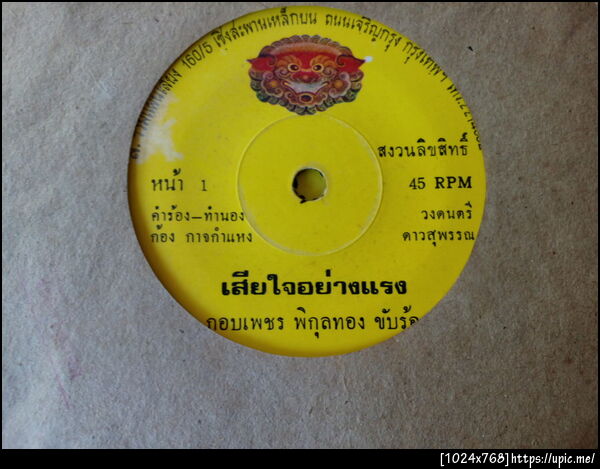 160/5 เชิงสะพานเหล็กบน ถนนเจริญกรุง กรุงเทพฯ
สงวนลิขสิทธิ์
หน้า 1
45 RPM
คำร้อง—ทำนอง
ก้อง กาจกำแหง
วงดนตรี
ดาวสุพรรณ
เสียใจอย่างแรง
กอบเพชร พิกุลทอง ขับร้อง
[1024x768]https://upic.me/